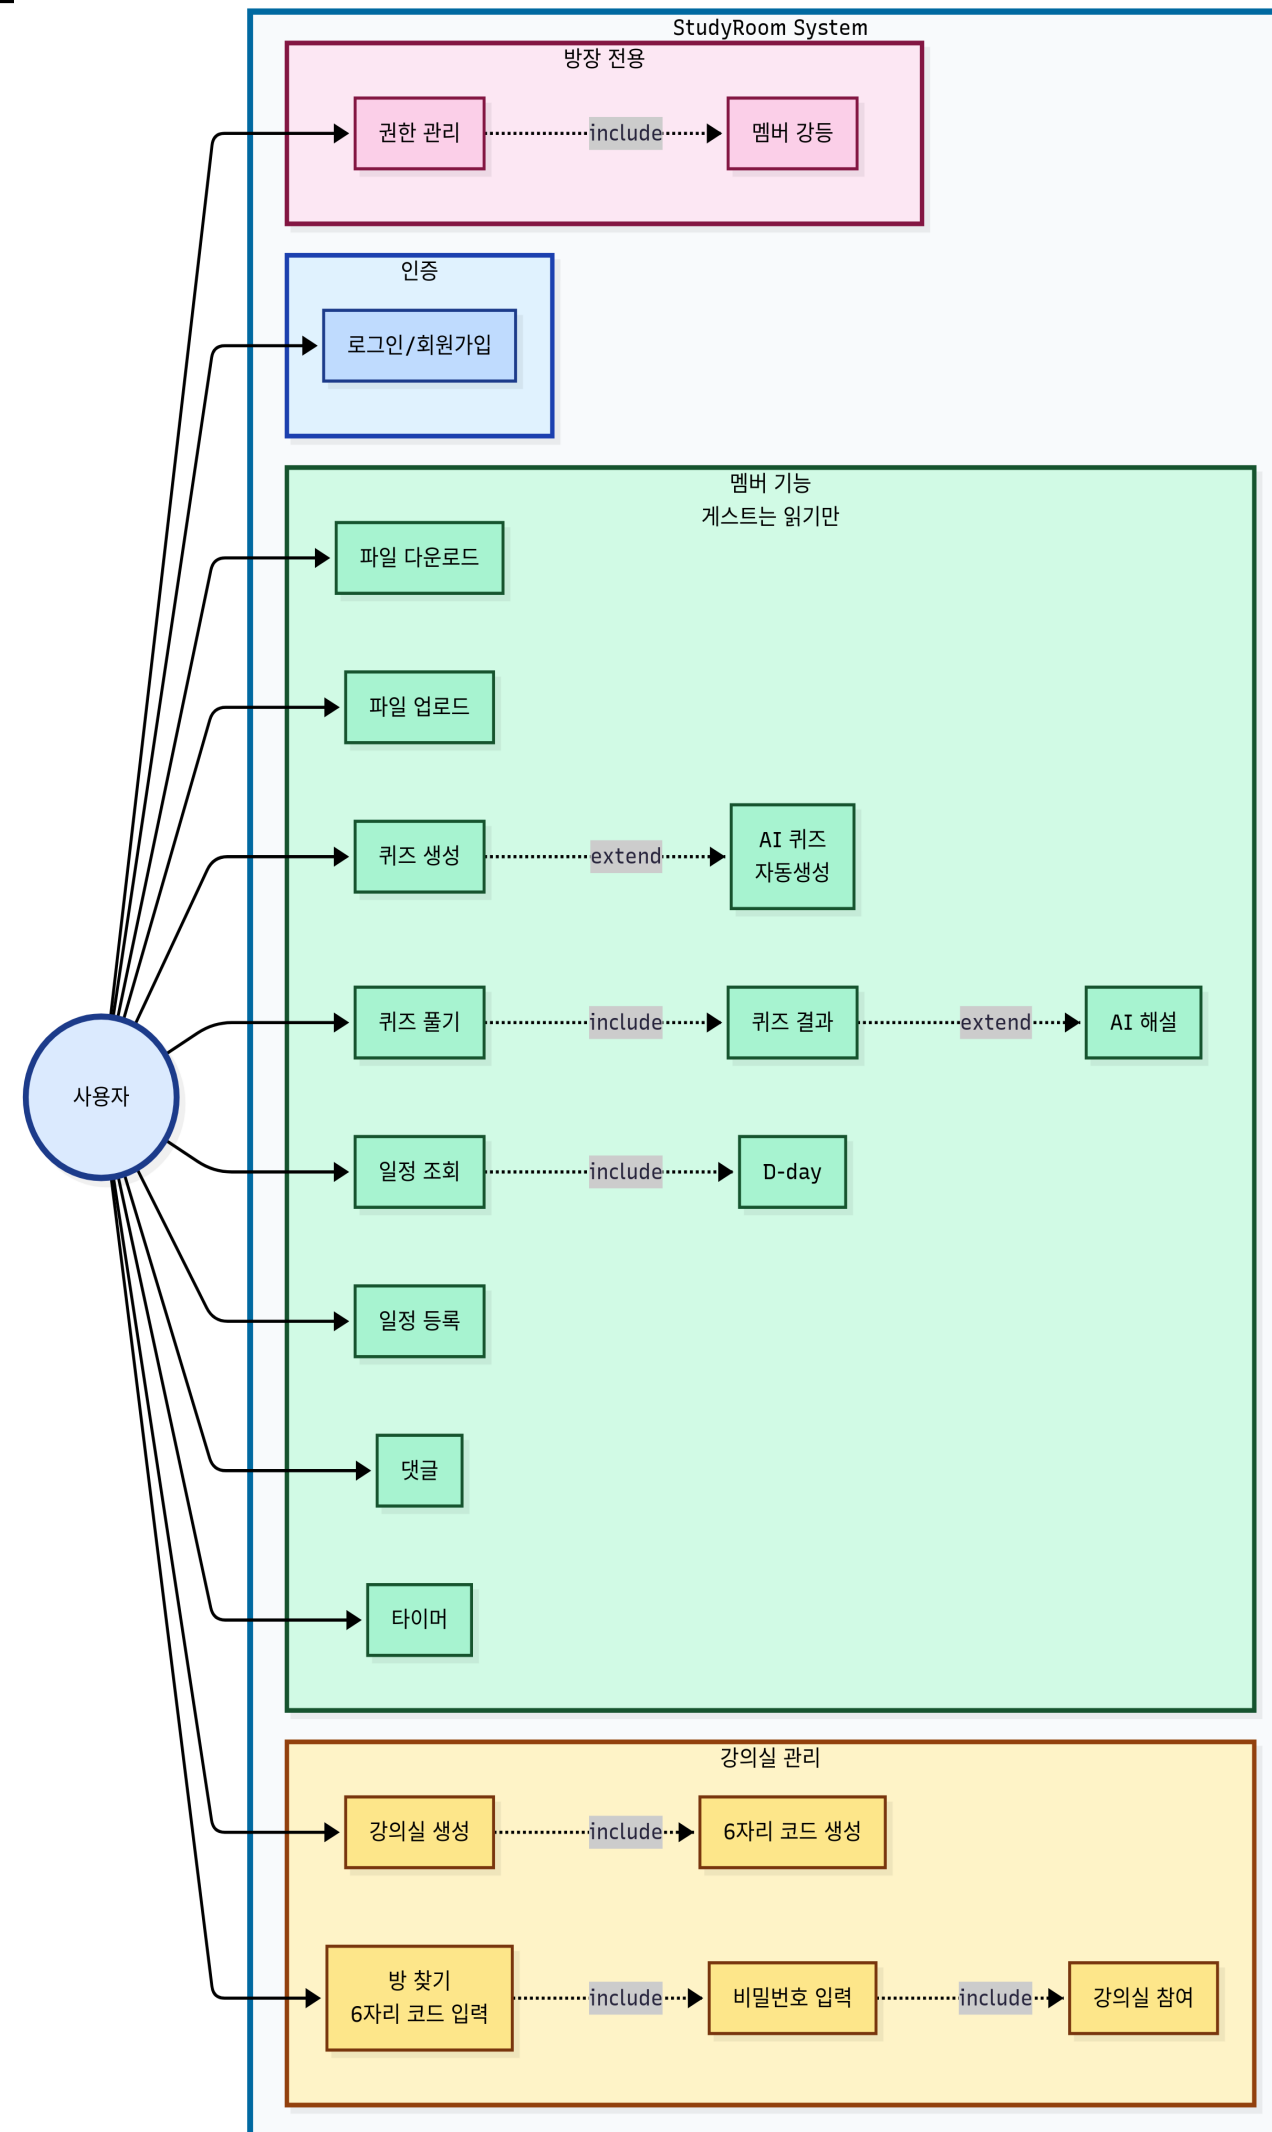 StudyRoom System
방장 전용
권한 관리
include
멤버 강등
인증
로그인/회원가입
멤버 기능
게스트는 읽기만
파일 다운로드
파일 업로드
퀴즈 생성
extend
AI 퀴즈
자동생성
퀴즈 풀기
include
퀴즈 결과
extend
AI 해설
사용자
일정 조회
include
D-day
일정 등록
댓글
타이머
강의실 관리
강의실 생성
include
6자리 코드 생성
방 찾기
6자리 코드 입력
include
비밀번호 입력
include
강의실 참여